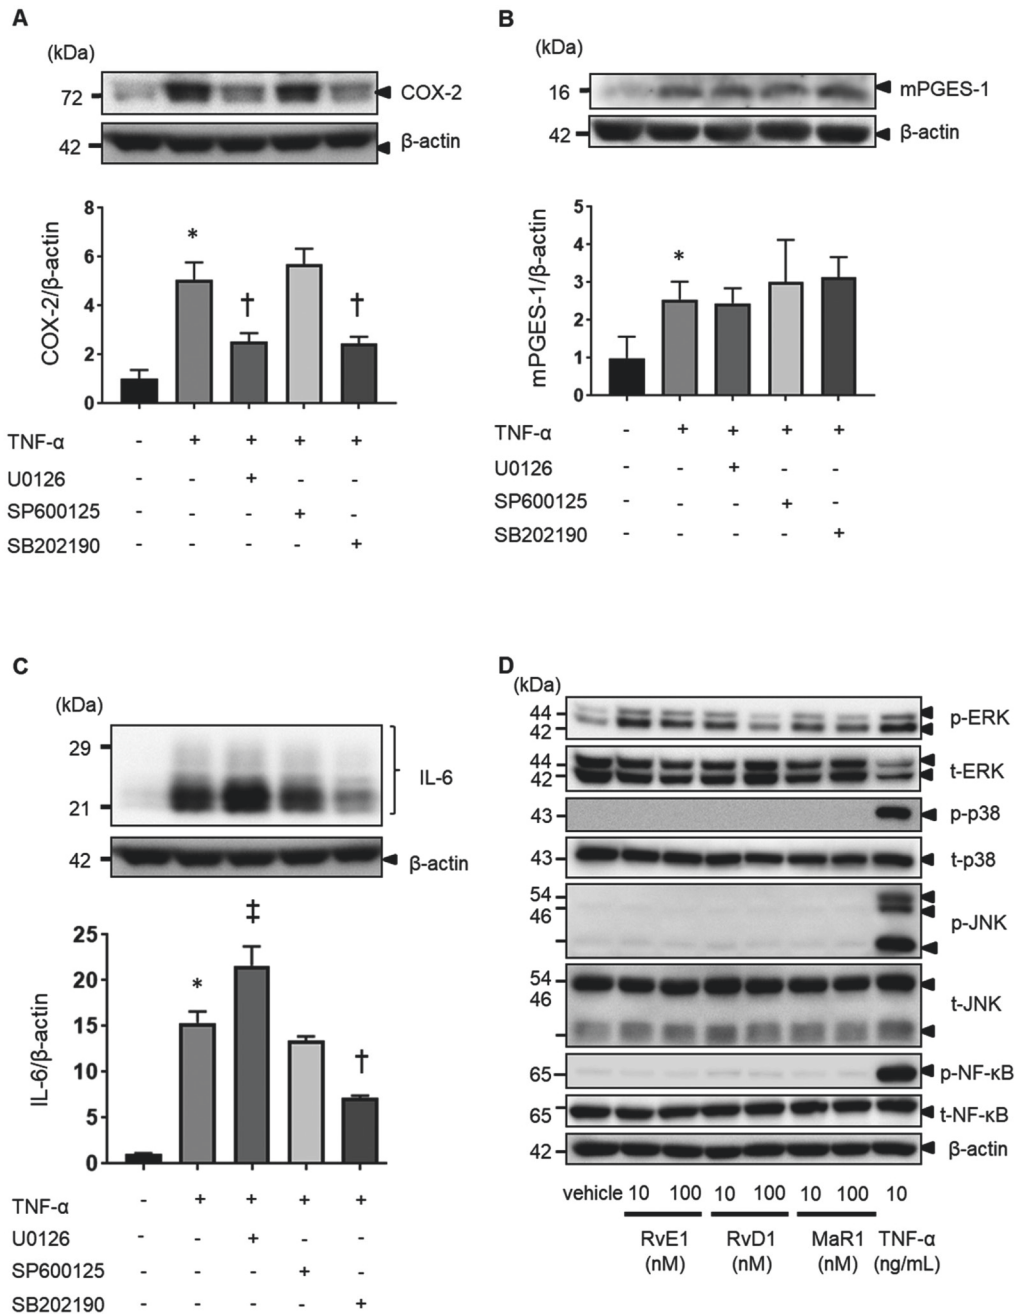 A
(kDa)
72
COX-2
42
β-actin
COX-2/β-actin
8
6
4
2
0
*
†
†
TNF-α - + + + +
U0126 - - + - -
SP600125 - - - + -
SB202190 - - - - +
B
(kDa)
16
mPGES-1
42
β-actin
mPGES-1/β-actin
5
4
3
2
1
0
*
TNF-α - + + + +
U0126 - - + - -
SP600125 - - - + -
SB202190 - - - - +
C
(kDa)
29
21
IL-6
42
β-actin
IL-6/β-actin
25
20
15
10
5
0
*
‡
†
TNF-α - + + + +
U0126 - - + - -
SP600125 - - - + -
SB202190 - - - - +
D
(kDa)
44
42
p-ERK
44
42
t-ERK
43
p-p38
43
t-p38
54
46
p-JNK
54
46
t-JNK
65
p-NF-κB
65
t-NF-κB
42
β-actin
vehicle 10 100 10 100 10 100 10
RvE1 RvD1 MaR1 TNF-α
(nM) (nM) (nM) (ng/mL)